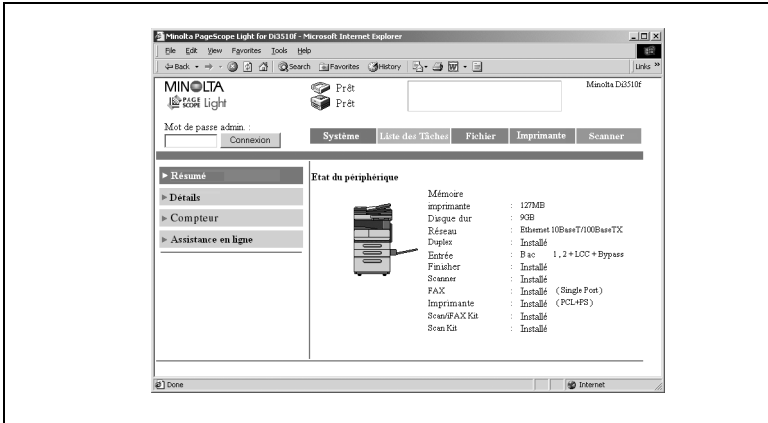 Minolta PageScope Light for Di3510f - Microsoft Internet Explorer
File Edit View Favorites Tools Help
Back Search Favorites History Links »
MINOLTA
PAGE SCOPE Light
Prêt
Prêt
Minolta Di3510f
Mot de passe admin. :
Connexion
Système Liste des Tâches Fichier Imprimante Scanner
Résumé
Détails
Compteur
Assistance en ligne
Etat du périphérique
Mémoire
imprimante : 127MB
Disque dur : 9GB
Réseau : Ethernet 10BaseT/100BaseTX
Duplex : Installé
Entrée : Bac 1,2+LCC+Bypass
Finisher : Installé
Scanner : Installé
FAX : Installé (Single Port)
Imprimante : Installé (PCL+PS)
Scan/iFAX Kit : Installé
Scan Kit : Installé
Done Internet